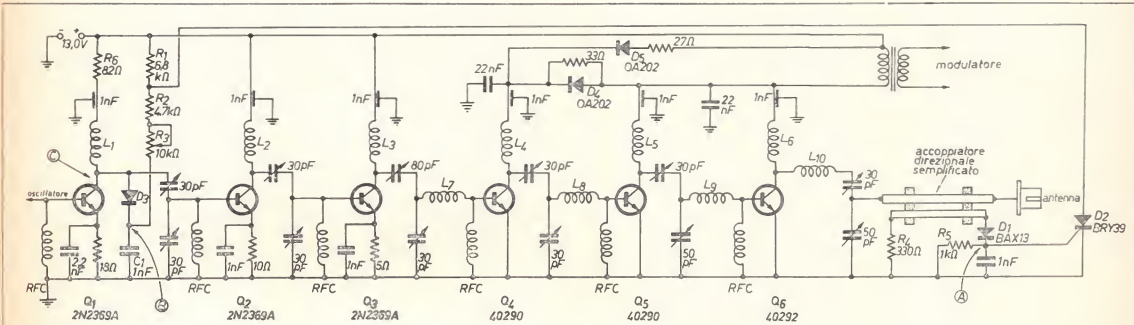 - +
13,0V
R6
82Ω
R1
6,8
kΩ
R2
4,7kΩ
R3
10kΩ
1nF
L1
C
oscillatore
D3
30pF
22
nF
18Ω
C1
1nF
B
30
pF
RFC
Q1
2N2369A
1nF
L2
30pF
1nF
10Ω
30
pF
RFC
Q2
2N2369A
1nF
L3
80pF
1nF
5Ω
30
pF
RFC
Q3
2N2369A
L7
22nF
33Ω
D4
OA202
D5
OA202
27Ω
modulatore
1nF
L4
30pF
30
pF
L8
RFC
Q4
40290
1nF
L5
30pF
22
nF
50
pF
L9
RFC
Q5
40290
1nF
L6
L10
RFC
Q6
40292
30
pF
50
pF
accoppiatore
direzionale
semplificato
antenna
R4
330Ω
R5
1kΩ
D1
BAX13
1nF
A
D2
BRY39